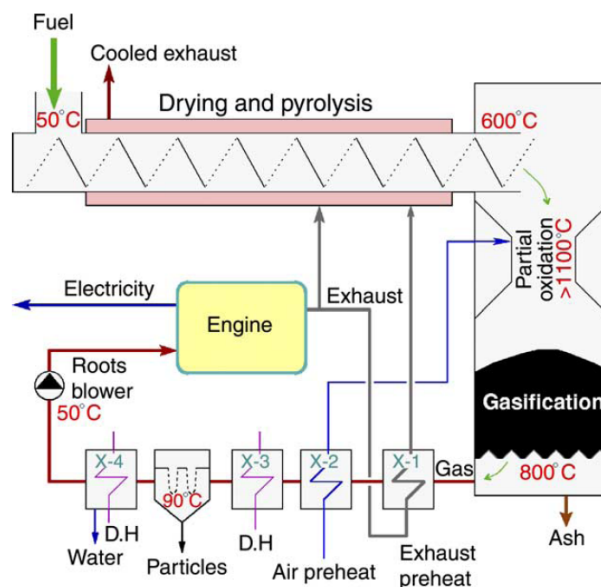 Fuel
Cooled exhaust
50°C
Drying and pyrolysis
600°C
Partial
oxidation
>1100°C
Electricity
Engine
Exhaust
Roots
blower
50°C
Gasification
X-4
90°C
X-3
X-2
X-1
Gas
800°C
D.H
Water
Particles
D.H
Air preheat
Exhaust
preheat
Ash